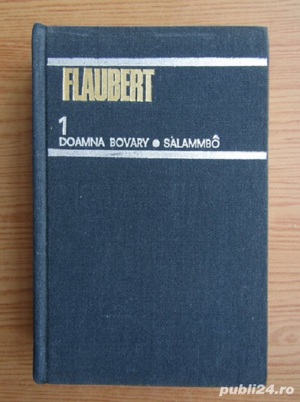 FLAUBERT
1
DOAMNA BOVARY ● SALAMMBÔ
publi24.ro